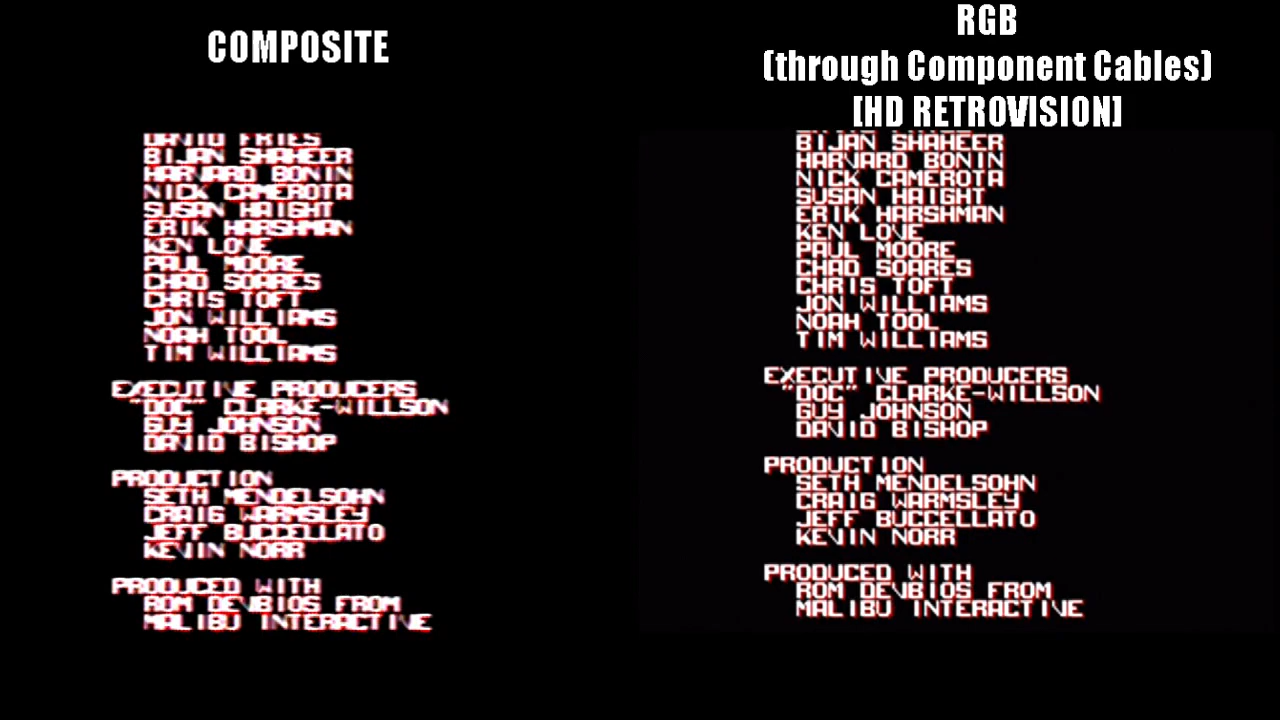 COMPOSITE
DAVID FRIES
BIJAN SHAHEER
HARVARD BONIN
NICK CAMEROTA
SUSAN HAIGHT
ERIK HARSHMAN
KEN LOVE
PAUL MOORE
CHAD SOARES
CHRIS TOFT
JON WILLIAMS
NOAH TOOL
TIM WILLIAMS
EXECUTIVE PRODUCERS
"DOC" CLARKE-WILLSON
GUY JOHNSON
DAVID BISHOP
PRODUCTION
SETH MENDELSOHN
CRAIG WARMSLEY
JEFF BUCCELLATO
KEVIN NORR
PRODUCED WITH
ROM DEVBIOS FROM
MALIBU INTERACTIVE
RGB
(through Component Cables)
[HD RETROVISION]
BIJAN SHAHEER
HARVARD BONIN
NICK CAMEROTA
SUSAN HAIGHT
ERIK HARSHMAN
KEN LOVE
PAUL MOORE
CHAD SOARES
CHRIS TOFT
JON WILLIAMS
NOAH TOOL
TIM WILLIAMS
EXECUTIVE PRODUCERS
"DOC" CLARKE-WILLSON
GUY JOHNSON
DAVID BISHOP
PRODUCTION
SETH MENDELSOHN
CRAIG WARMSLEY
JEFF BUCCELLATO
KEVIN NORR
PRODUCED WITH
ROM DEVBIOS FROM
MALIBU INTERACTIVE